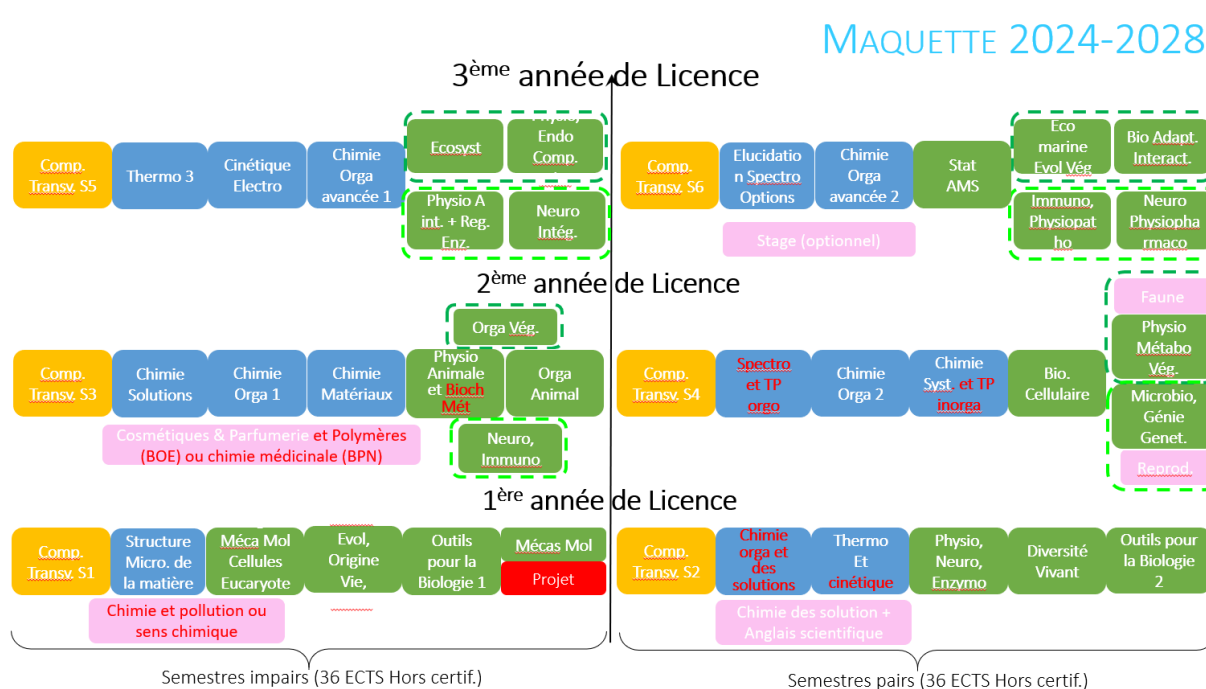 MAQUETTE 2024-2028
3ème année de Licence
Comp.
Transv. S5
Thermo 3
Cinétique
Electro
Chimie
Orga
avancée 1
Ecosyst
Endo
Comp.
Physio A
int. + Reg.
Enz.
Neuro
Intég.
Comp.
Transv. S6
Elucidatio
n Spectro
Options
Chimie
Orga
avancée 2
Stat
AMS
Eco
marine
Evol Vég
Bio Adapt.
Interact.
Immuno,
Physiopat
ho
Neuro
Physiopha
rmaco
Stage (optionnel)
2ème année de Licence
Comp.
Transv. S3
Chimie
Solutions
Chimie
Orga 1
Chimie
Matériaux
Orga Vég.
Physio
Animale
et Bioch
Mét
Orga
Animal
Neuro,
Immuno
Cosmétiques & Parfumerie et Polymères
(BOE) ou chimie médicinale (BPN)
Comp.
Transv. S4
Spectro
et TP
orgo
Chimie
Orga 2
Chimie
Syst. et TP
inorga
Bio.
Cellulaire
Faune
Physio
Métabo
Vég.
Microbio,
Génie
Genet.
Reprod.
1ère année de Licence
Comp.
Transv. S1
Structure
Micro. de
la matière
Méca Mol
Cellules
Eucaryote
Evol,
Origine
Vie,
Outils
pour la
Biologie 1
Mécas Mol
Projet
Chimie et pollution ou
sens chimique
Comp.
Transv. S2
Chimie
orga et
des
solutions
Thermo
Et
cinétique
Physio,
Neuro,
Enzymo
Diversité
Vivant
Outils pour
la Biologie
2
Chimie des solution +
Anglais scientifique
Semestres impairs (36 ECTS Hors certif.)
Semestres pairs (36 ECTS Hors certif.)